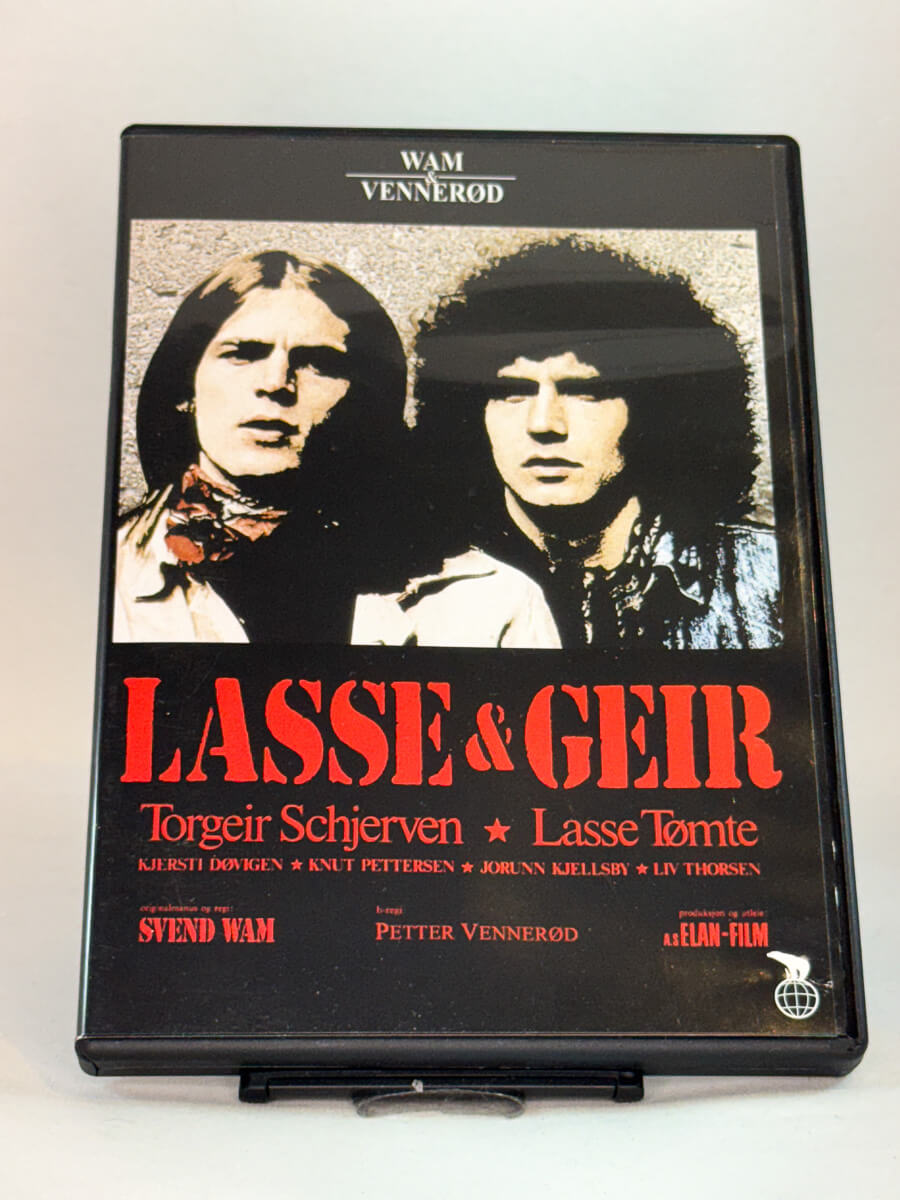 WAM
&
VENNERØD
LASSE & GEIR
Torgeir Schjerven ★ Lasse Tømte
KJERSTI DØVIGEN ★ KNUT PETTERSEN ★ JORUNN KJELLSBY ★ LIV THORSEN
originalmanus og regi:
SVEND WAM
b-regi
PETTER VENNERØD
produksjon og utleie:
A.S ELAN-FILM